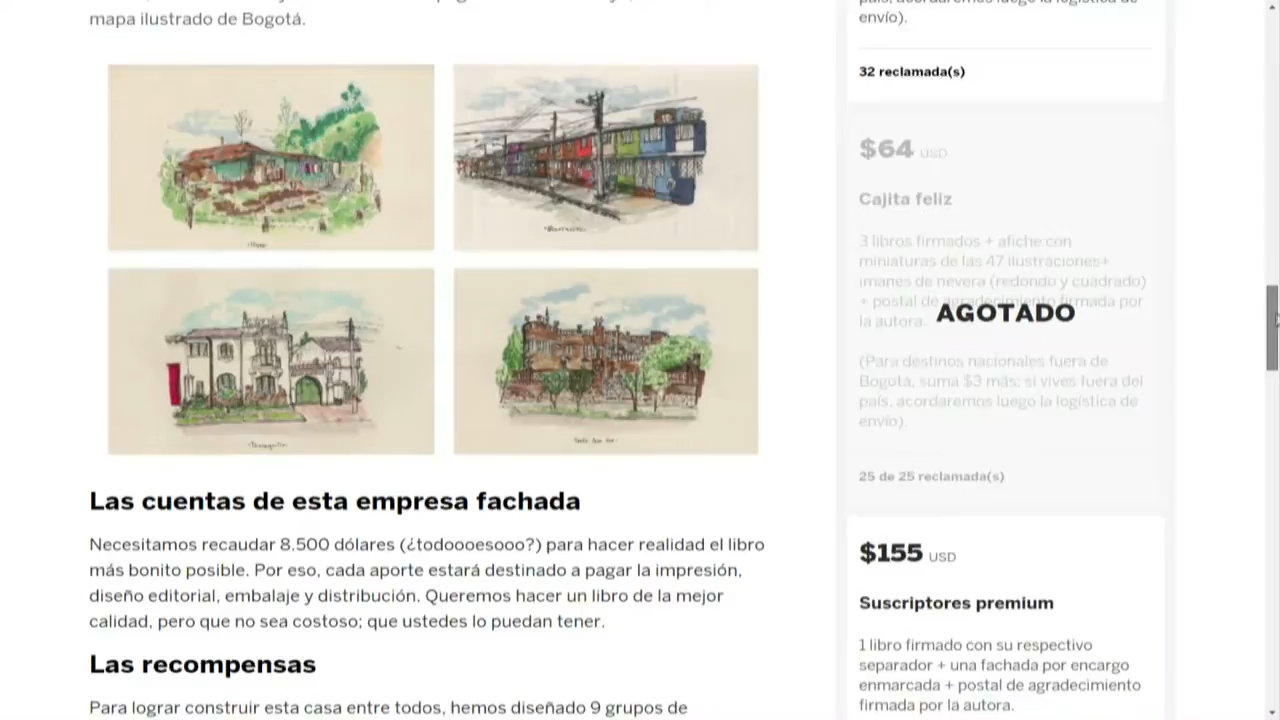 mapa ilustrado de Bogotá.
Las cuentas de esta empresa fachada
Necesitamos recaudar 8.500 dólares (¿todoooesooo?) para hacer realidad el libro
más bonito posible. Por eso, cada aporte estará destinado a pagar la impresión,
diseño editorial, embalaje y distribución. Queremos hacer un libro de la mejor
calidad, pero que no sea costoso; que ustedes lo puedan tener.
Las recompensas
Para lograr construir esta casa entre todos, hemos diseñado 9 grupos de
país, acordaremos luego la logística de
envío).
32 reclamada(s)
$64 USD
Cajita feliz
3 libros firmados + afiche con
miniaturas de las 47 ilustraciones+
imanes de nevera (redondo y cuadrado)
+ postal de agradecimiento firmada por
la autora.
AGOTADO
(Para destinos nacionales fuera de
Bogotá, suma $3 más; si vives fuera del
país, acordaremos luego la logística de
envío).
25 de 25 reclamada(s)
$155 USD
Suscriptores premium
1 libro firmado con su respectivo
separador + una fachada por encargo
enmarcada + postal de agradecimiento
firmada por la autora.